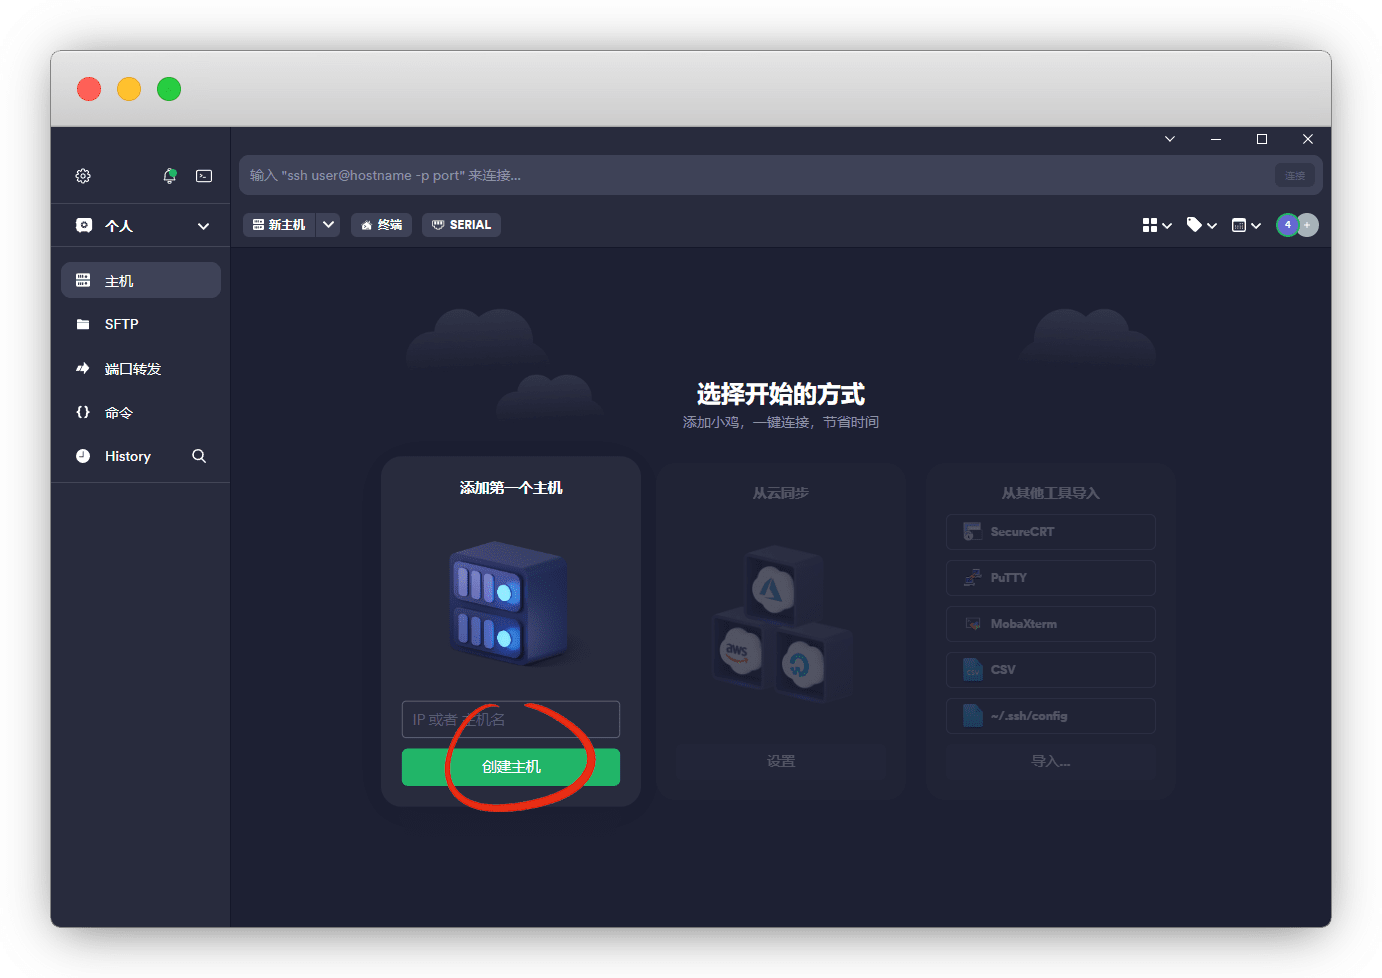 输入 "ssh user@hostname -p port" 来连接...
连接
个人
新主机
终端
SERIAL
4
+
主机
SFTP
端口转发
命令
History
选择开始的方式
添加小鸡，一键连接，节省时间
添加第一个主机
IP 或者 主机名
创建主机
从云同步
aws
设置
从其他工具导入
SecureCRT
PuTTY
MobaXterm
CSV
CSV
~/.ssh/config
导入...